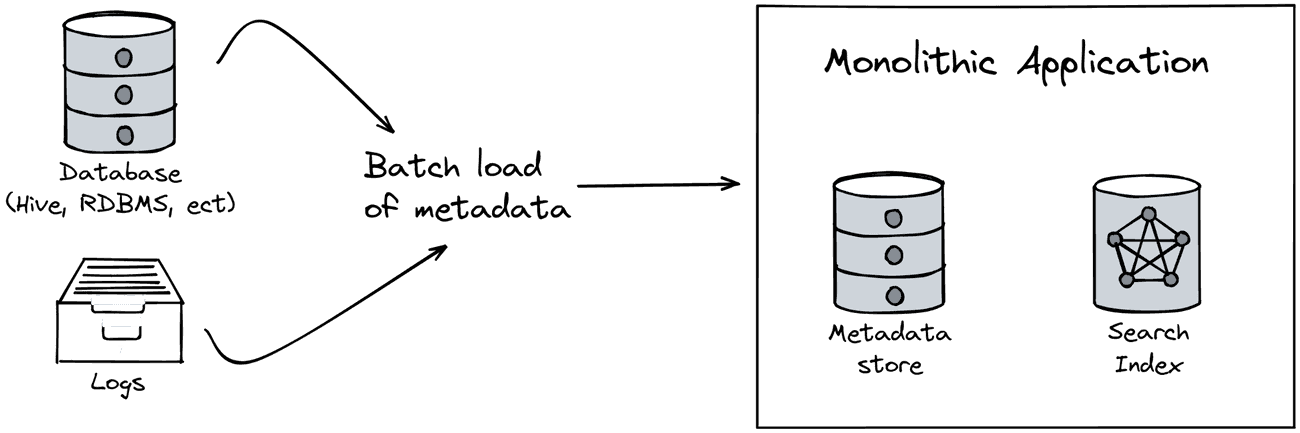 Monolithic Application
Database
(Hive, RDBMS, ect)
Batch load
of metadata
Logs
Metadata
store
Search
Index